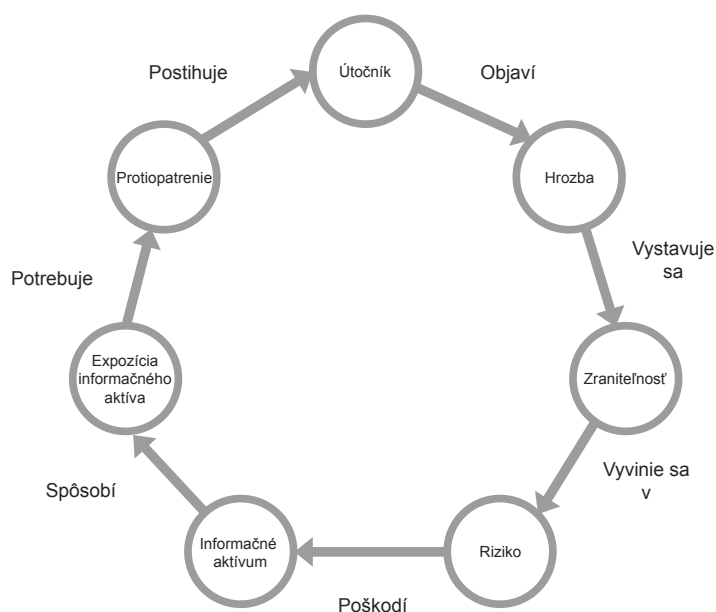 Útočník
Objaví
Hrozba
Vystavuje
sa
Zraniteľnosť
Vyvinie sa
v
Riziko
Poškodí
Informačné
aktívum
Spôsobí
Expozícia
informačného
aktíva
Potrebuje
Protiopatrenie
Postihuje